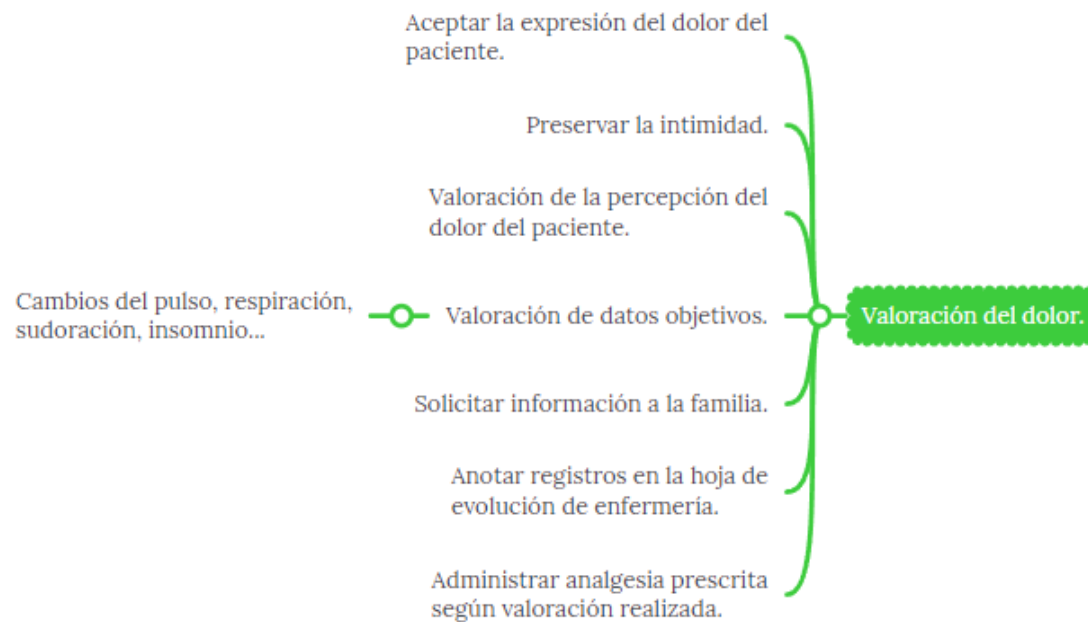 Aceptar la expresión del dolor del
paciente.
Preservar la intimidad.
Valoración de la percepción del
dolor del paciente.
Cambios del pulso, respiración,
sudoración, insomnio...
Valoración de datos objetivos.
Valoración del dolor.
Solicitar información a la familia.
Anotar registros en la hoja de
evolución de enfermería.
Administrar analgesia prescrita
según valoración realizada.